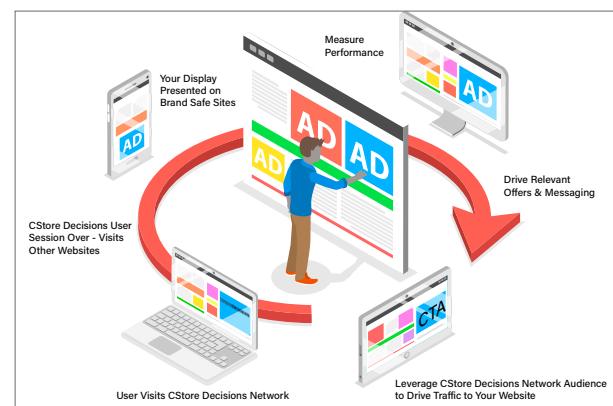 Measure
Performance
Your Display
Presented on
Brand Safe Sites
AD
AD
AD
AD
AD
Drive Relevant
Offers & Messaging
CStore Decisions User
Session Over - Visits
Other Websites
CTA
User Visits CStore Decisions Network
Leverage CStore Decisions Network Audience
to Drive Traffic to Your Website